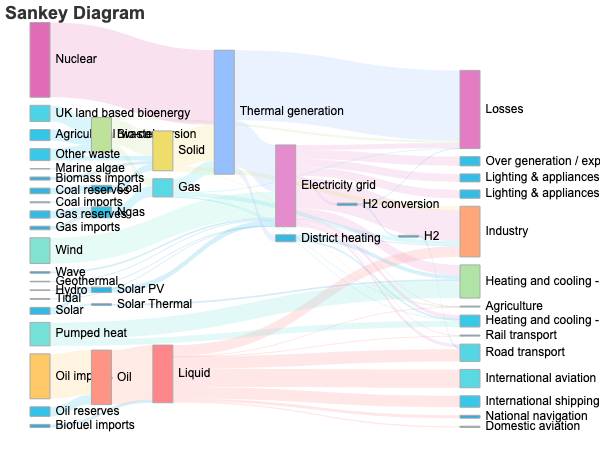 Sankey Diagram
Nuclear
UK land based bioenergy
Agricultural waste
Bio-conversion
Other waste
Marine algae
Biomass imports
Coal reserves
Coal
Coal imports
Gas reserves
Ngas
Gas imports
Wind
Wave
Geothermal
Hydro
Tidal
Solar
Solar PV
Solar Thermal
Pumped heat
Oil imp
Oil
Oil reserves
Biofuel imports
Solid
Gas
Liquid
Thermal generation
Electricity grid
District heating
H2 conversion
H2
Losses
Over generation / exp
Lighting & appliances
Lighting & appliances
Industry
Heating and cooling -
Agriculture
Heating and cooling -
Rail transport
Road transport
International aviation
International shipping
National navigation
Domestic aviation